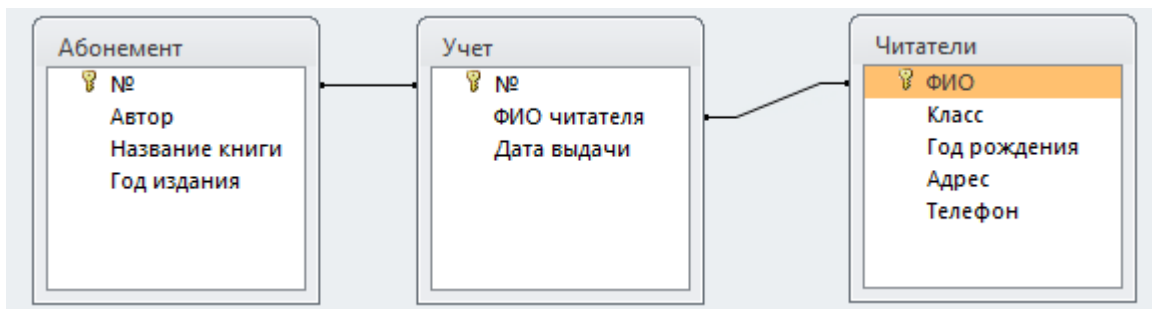 Абонемент
№
Автор
Название книги
Год издания
Учет
№
ФИО читателя
Дата выдачи
Читатели
ФИО
Класс
Год рождения
Адрес
Телефон